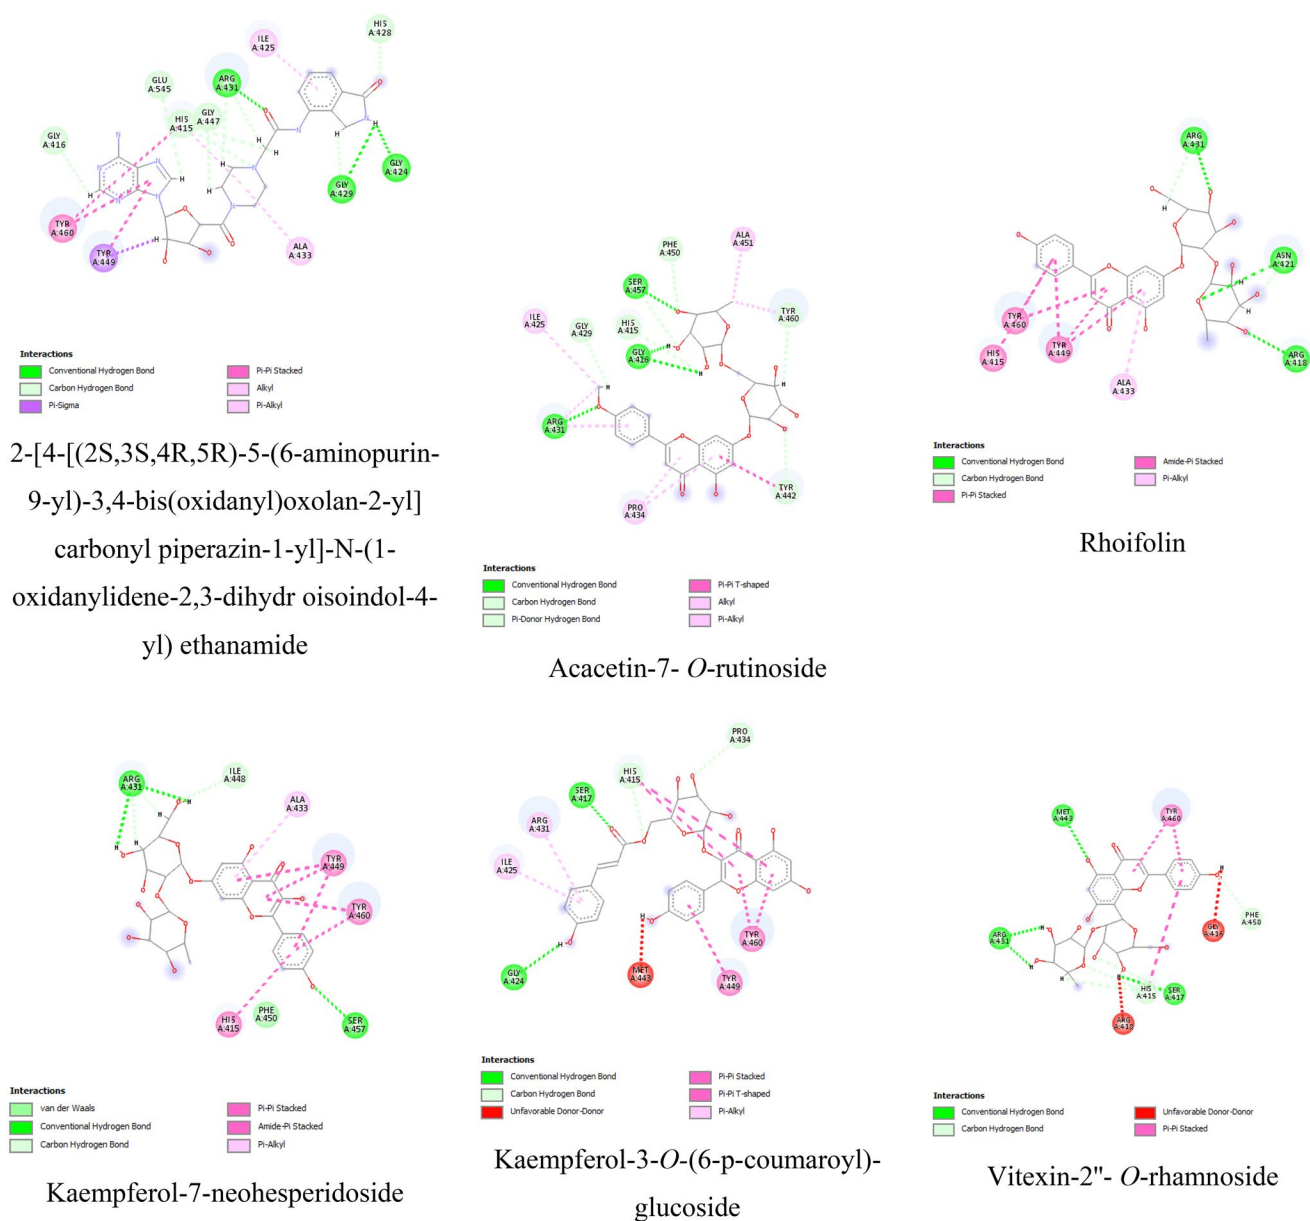 HIS
A:428
ILE
A:425
ARG
A:431
GLU
A:545
HIS
A:415
GLY
A:447
GLY
A:416
GLY
A:424
GLY
A:429
TYR
A:460
TYR
A:449
ALA
A:433
Interactions
Conventional Hydrogen Bond
Carbon Hydrogen Bond
Pi-Sigma
Pi-Pi Stacked
Alkyl
Pi-Alkyl
2-[4-[(2S,3S,4R,5R)-5-(6-aminopurin-
9-yl)-3,4-bis(oxidanyl)oxolan-2-yl]
carbonyl piperazin-1-yl]-N-(1-
oxidanylidene-2,3-dihydr oisoindol-4-
yl) ethanamide
ALA
A:451
PHE
A:450
SER
A:457
TYR
A:460
ILE
A:425
GLY
A:429
HIS
A:415
GLY
A:416
ARG
A:431
PRO
A:434
TYR
A:442
Interactions
Conventional Hydrogen Bond
Carbon Hydrogen Bond
Pi-Donor Hydrogen Bond
Pi-Pi T-shaped
Alkyl
Pi-Alkyl
Acacetin-7- O-rutinoside
ARG
A:431
ASN
A:421
TYR
A:460
HIS
A:415
TYR
A:449
ALA
A:433
ARG
A:418
Interactions
Conventional Hydrogen Bond
Carbon Hydrogen Bond
Pi-Pi Stacked
Amide-Pi Stacked
Pi-Alkyl
Rhoifolin
ARG
A:431
ILE
A:448
ALA
A:433
TYR
A:449
TYR
A:460
HIS
A:415
PHE
A:450
SER
A:457
Interactions
van der Waals
Conventional Hydrogen Bond
Carbon Hydrogen Bond
Pi-Pi Stacked
Amide-Pi Stacked
Pi-Alkyl
Kaempferol-7-neohesperidoside
PRO
A:434
HIS
A:415
SER
A:417
ARG
A:431
ILE
A:425
GLY
A:424
MET
A:443
TYR
A:460
TYR
A:449
Interactions
Conventional Hydrogen Bond
Carbon Hydrogen Bond
Unfavorable Donor-Donor
Pi-Pi Stacked
Pi-Pi T-shaped
Pi-Alkyl
Kaempferol-3-O-(6-p-coumaroyl)-
glucoside
MET
A:443
TYR
A:460
PHE
A:450
GLY
A:416
ARG
A:431
HIS
A:415
SER
A:417
ARG
A:418
Interactions
Conventional Hydrogen Bond
Carbon Hydrogen Bond
Unfavorable Donor-Donor
Pi-Pi Stacked
Vitexin-2"- O-rhamnoside